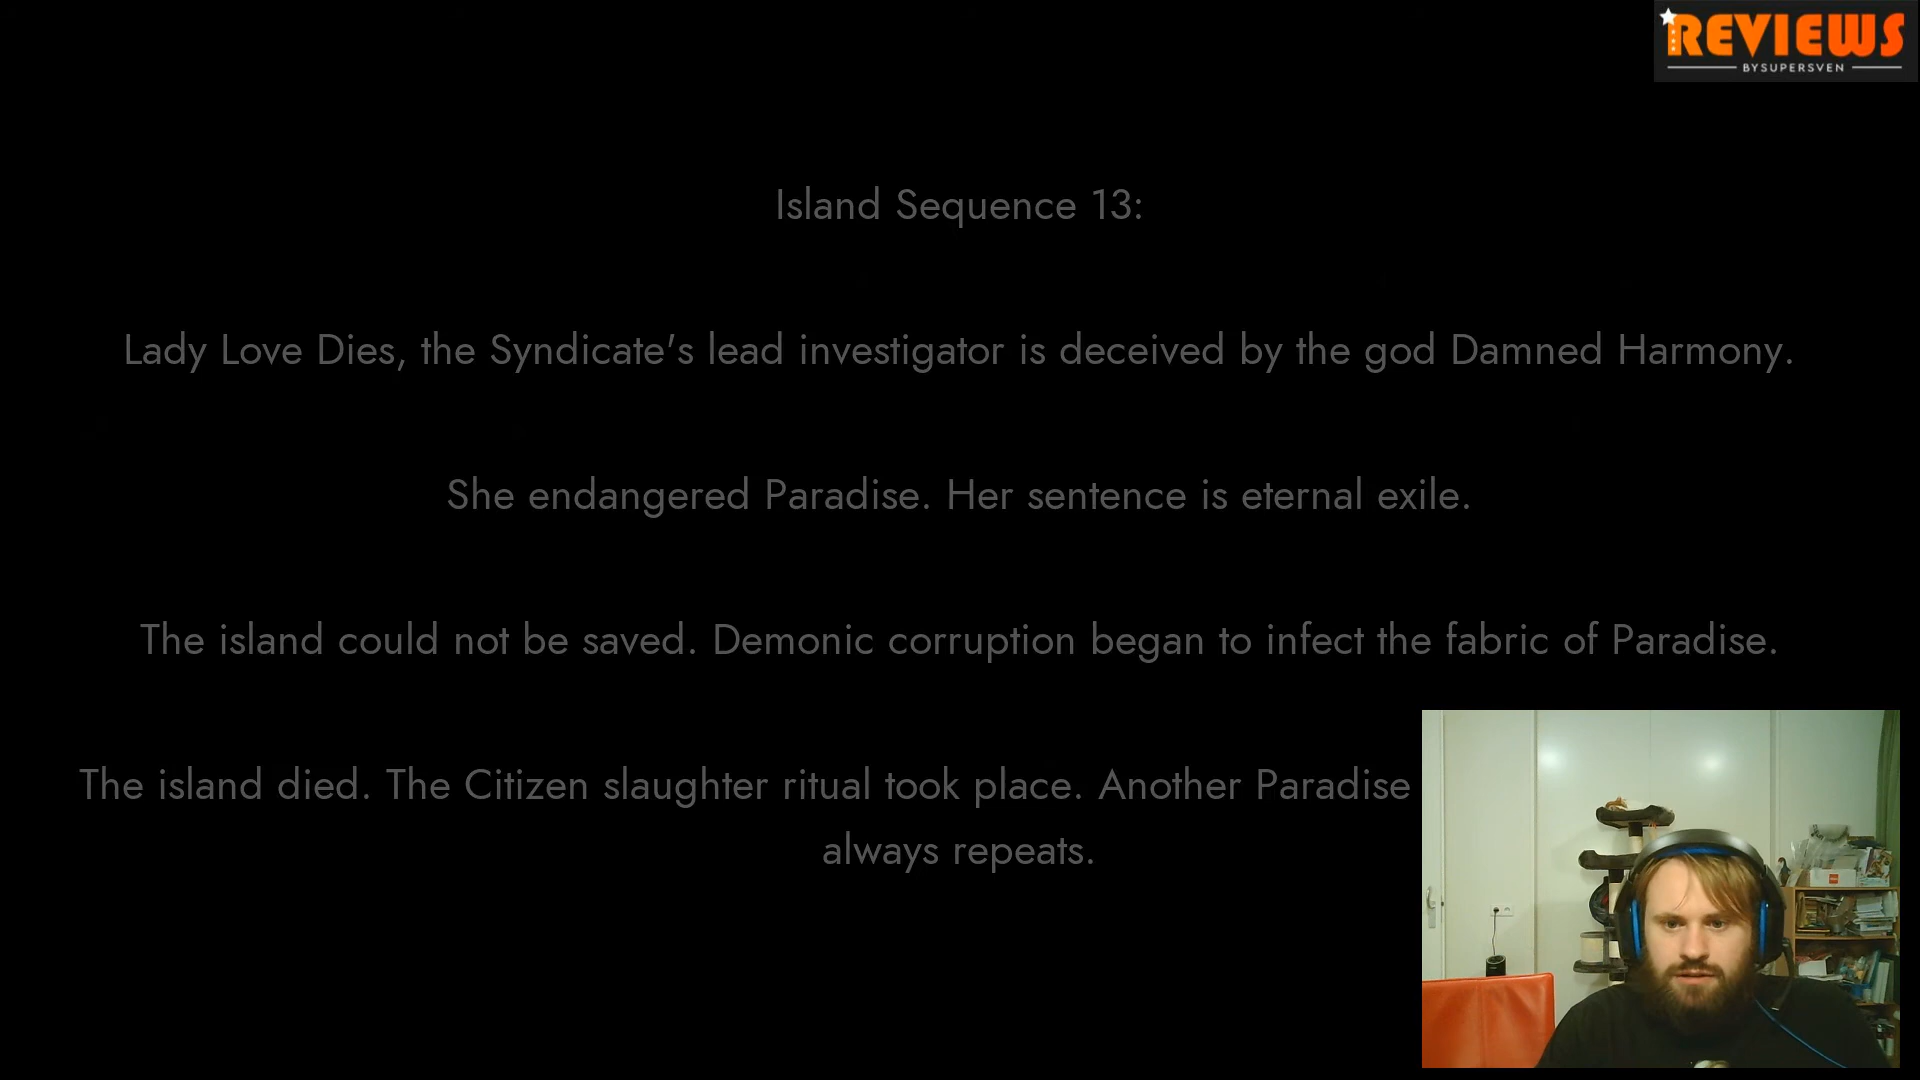 REVIEWS
BYSUPERSVEN
Island Sequence 13:
Lady Love Dies, the Syndicate's lead investigator is deceived by the god Damned Harmony.
She endangered Paradise. Her sentence is eternal exile.
The island could not be saved. Demonic corruption began to infect the fabric of Paradise.
The island died. The Citizen slaughter ritual took place. Another Paradise
always repeats.